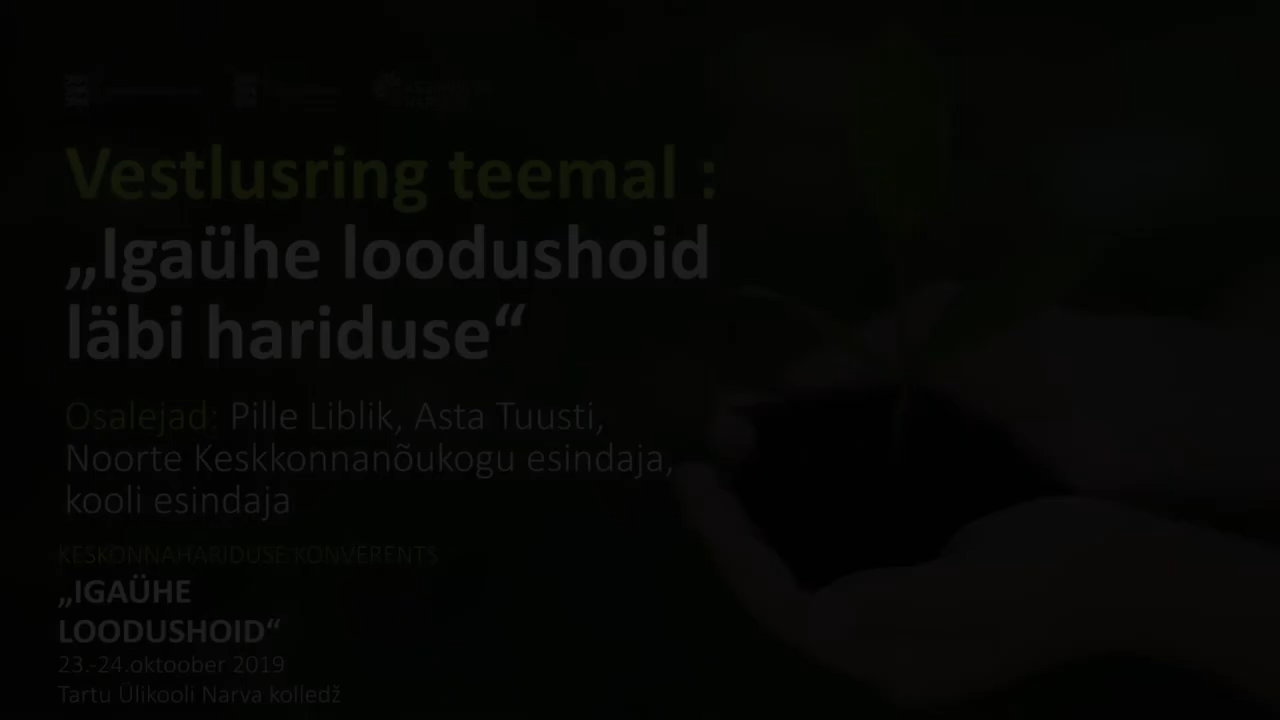 Vestlusring teemal :
„Igaühe loodushoid
läbi hariduse“
Osalejad: Pille Liblik, Asta Tuusti,
Noorte Keskkonnanõukogu esindaja,
kooli esindaja
KESKONNAHARIDUSE KONVERENTS
„IGAÜHE
LOODUSHOID“
23.-24.oktoober 2019
Tartu Ülikooli Narva kolledž